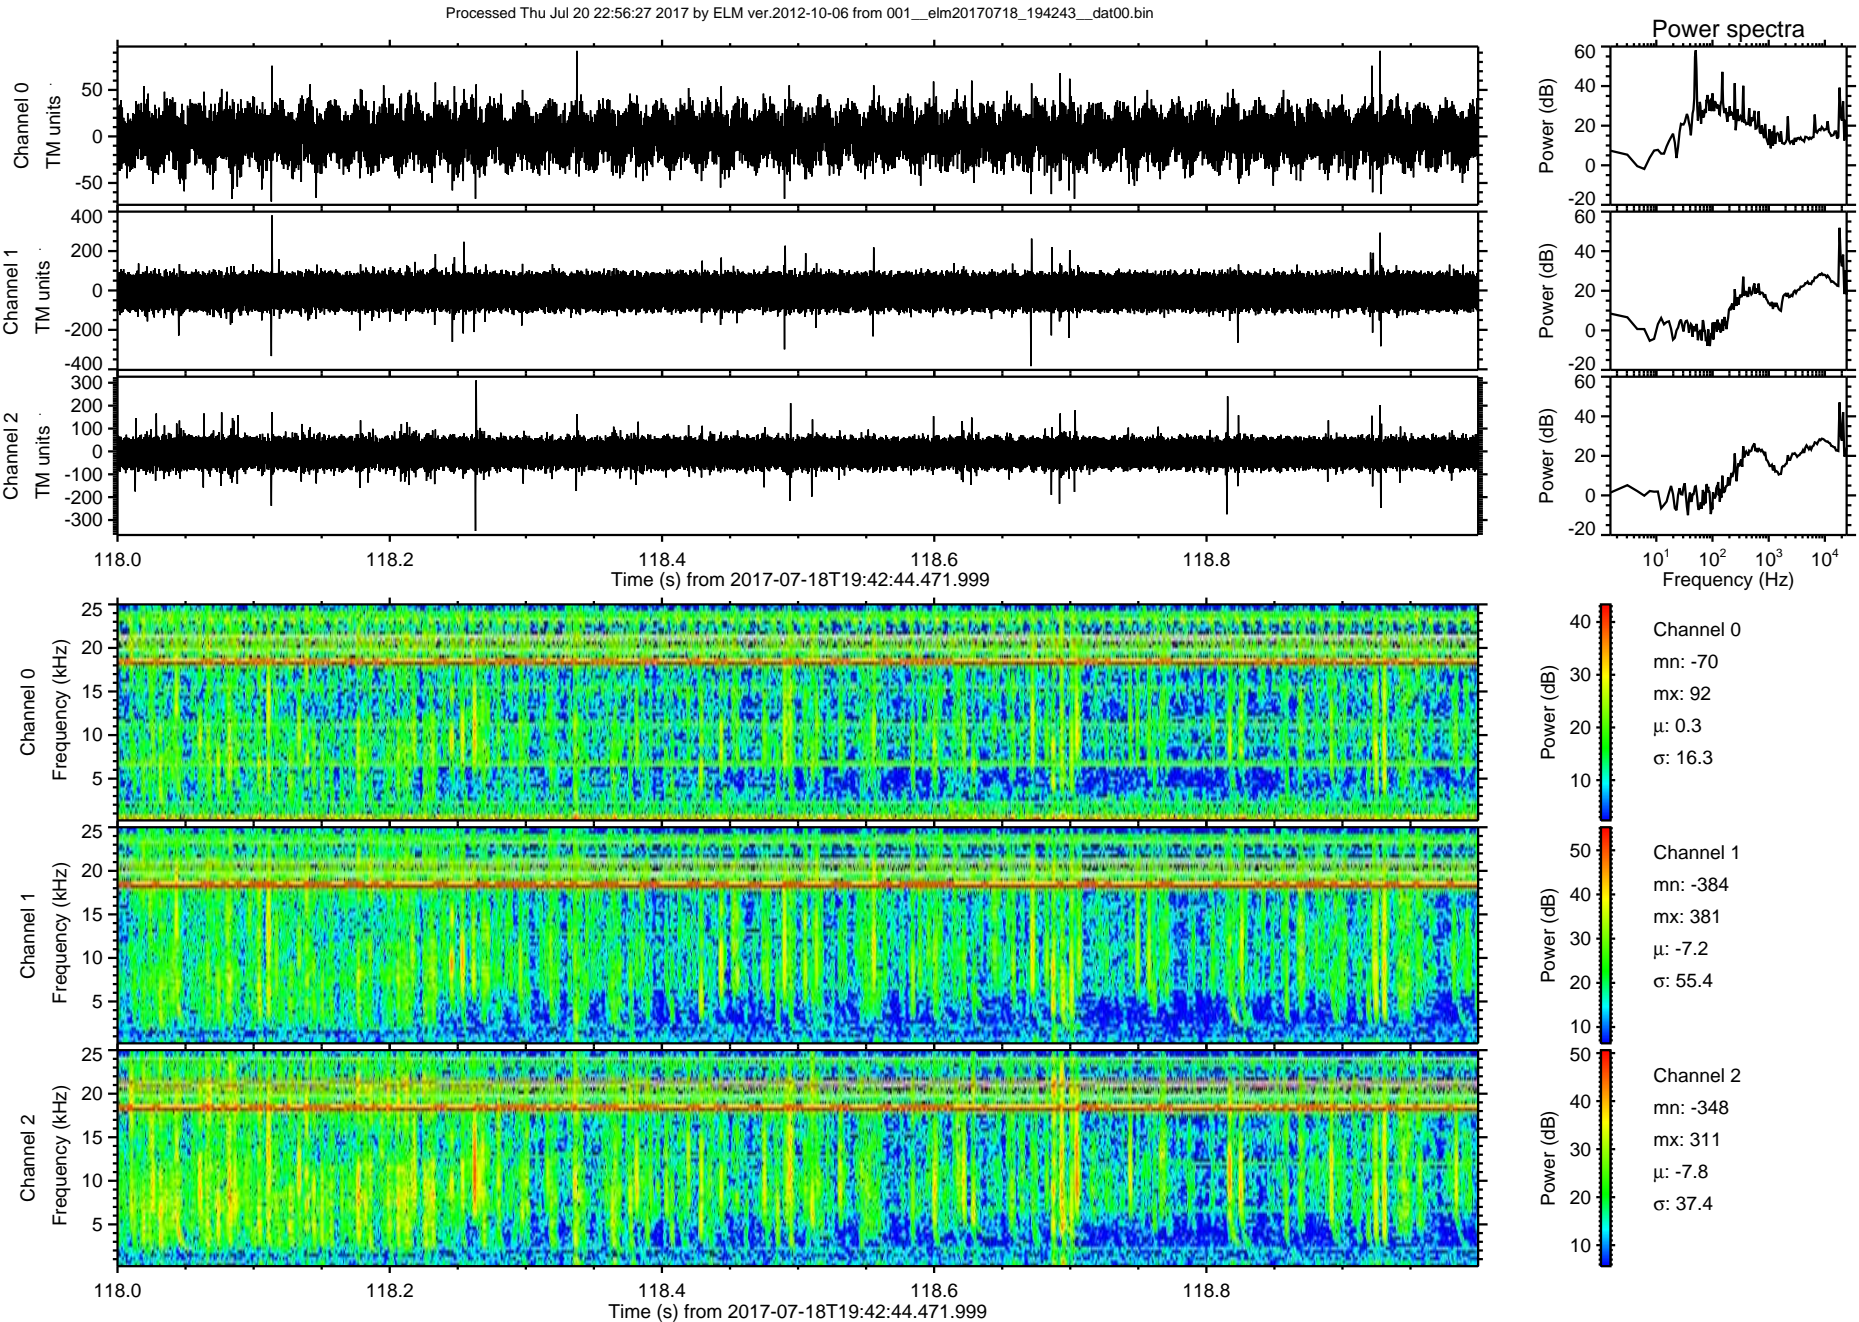 Processed Thu Jul 20 22:56:27 2017 by ELM ver.2012-10-06 from 001__elm20170718_194243__dat00.bin
Power spectra
Channel 0
TM units
50
0
-50
Power (dB)
60
40
20
0
-20
Channel 1
TM units
400
200
0
-200
-400
Power (dB)
60
40
20
0
-20
Channel 2
TM units
300
200
100
0
-100
-200
-300
Power (dB)
60
40
20
0
-20
118.0 118.2 118.4 118.6 118.8
Time (s) from 2017-07-18T19:42:44.471.999
10¹ 10² 10³ 10⁴
Frequency (Hz)
Channel 0
Frequency (kHz)
25
20
15
10
5
Power (dB)
40
30
20
10
Channel 0
mn: -70
mx: 92
μ: 0.3
σ: 16.3
Channel 1
Frequency (kHz)
25
20
15
10
5
Power (dB)
50
40
30
20
10
Channel 1
mn: -384
mx: 381
μ: -7.2
σ: 55.4
Channel 2
Frequency (kHz)
25
20
15
10
5
Power (dB)
50
40
30
20
10
Channel 2
mn: -348
mx: 311
μ: -7.8
σ: 37.4
118.0 118.2 118.4 118.6 118.8
Time (s) from 2017-07-18T19:42:44.471.999